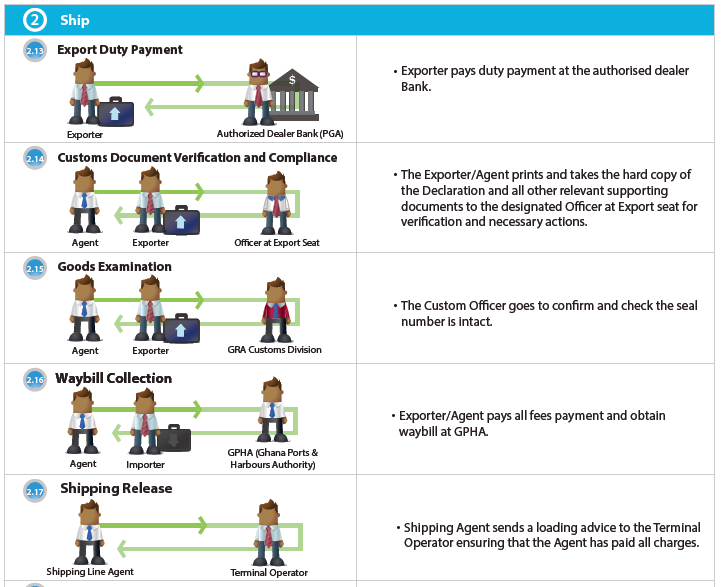 2 Ship
2.13 Export Duty Payment
$
Exporter
Authorized Dealer Bank (PGA)
• Exporter pays duty payment at the authorised dealer
Bank.
2.14 Customs Document Verification and Compliance
Agent
Exporter
Officer at Export Seat
• The Exporter/Agent prints and takes the hard copy of
the Declaration and all other relevant supporting
documents to the designated Officer at Export seat for
verification and necessary actions.
2.15 Goods Examination
Agent
Exporter
GRA Customs Division
• The Custom Officer goes to confirm and check the seal
number is intact.
2.16 Waybill Collection
Agent
Importer
GPHA (Ghana Ports &
Harbours Authority)
• Exporter/Agent pays all fees payment and obtain
waybill at GPHA.
2.17 Shipping Release
Shipping Line Agent
Terminal Operator
• Shipping Agent sends a loading advice to the Terminal
Operator ensuring that the Agent has paid all charges.